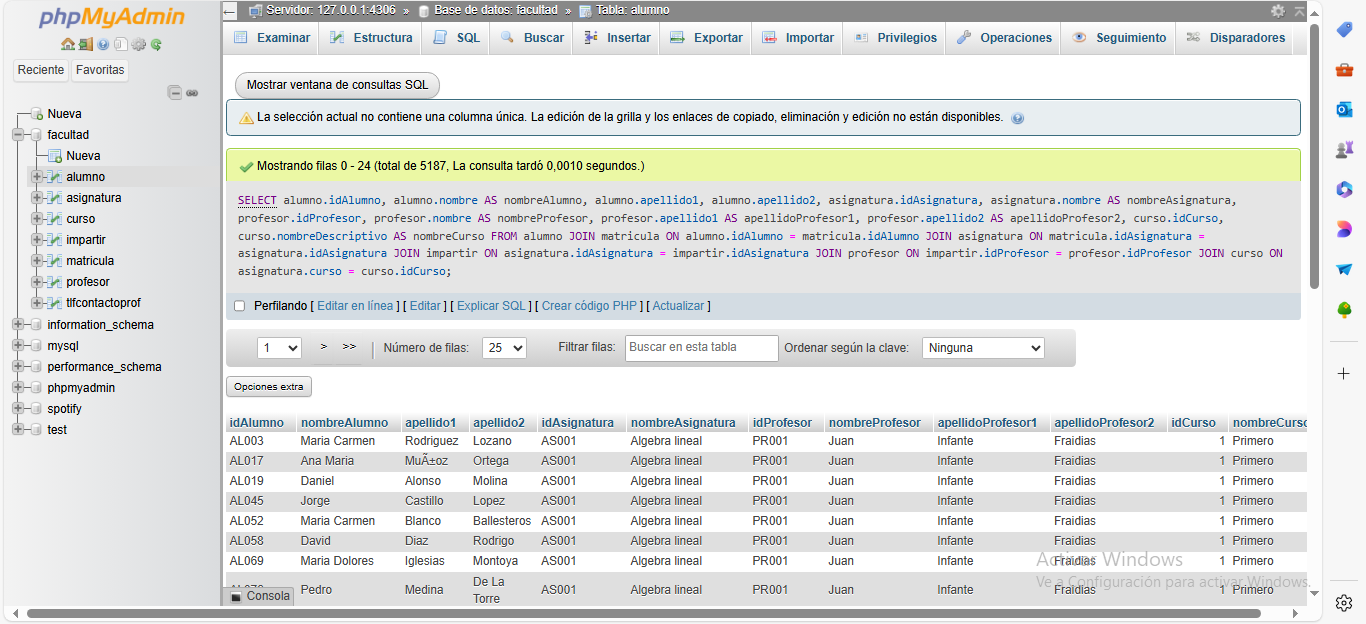 phpMyAdmin
Reciente Favoritas
Nueva
facultad
Nueva
alumno
asignatura
curso
impartir
matricula
profesor
tlfcontactoprof
information_schema
mysql
performance_schema
phpmyadmin
spotify
test
Servidor: 127.0.0.1:4306 » Base de datos: facultad » Tabla: alumno
Examinar Estructura SQL Buscar Insertar Exportar Importar Privilegios Operaciones Seguimiento Disparadores
Mostrar ventana de consultas SQL
La selección actual no contiene una columna única. La edición de la grilla y los enlaces de copiado, eliminación y edición no están disponibles.
Mostrando filas 0 - 24 (total de 5187, La consulta tardó 0,0010 segundos.)
SELECT alumno.idAlumno, alumno.nombre AS nombreAlumno, alumno.apellido1, alumno.apellido2, asignatura.idAsignatura, asignatura.nombre AS nombreAsignatura,
profesor.idProfesor, profesor.nombre AS nombreProfesor, profesor.apellido1 AS apellidoProfesor1, profesor.apellido2 AS apellidoProfesor2, curso.idCurso,
curso.nombreDescriptivo AS nombreCurso FROM alumno JOIN matricula ON alumno.idAlumno = matricula.idAlumno JOIN asignatura ON matricula.idAsignatura =
asignatura.idAsignatura JOIN impartir ON asignatura.idAsignatura = impartir.idAsignatura JOIN profesor ON impartir.idProfesor = profesor.idProfesor JOIN curso ON
asignatura.curso = curso.idCurso;
Perfilando [ Editar en línea ] [ Editar ] [ Explicar SQL ] [ Crear código PHP ] [ Actualizar ]
1 > >> | Número de filas: 25 Filtrar filas: Buscar en esta tabla Ordenar según la clave: Ninguna
Opciones extra
idAlumno nombreAlumno apellido1 apellido2 idAsignatura nombreAsignatura idProfesor nombreProfesor apellidoProfesor1 apellidoProfesor2 idCurso nombreCurso
AL003 Maria Carmen Rodriguez Lozano AS001 Algebra lineal PR001 Juan Infante Fraidias 1 Primero
AL017 Ana Maria MuÃ±oz Ortega AS001 Algebra lineal PR001 Juan Infante Fraidias 1 Primero
AL019 Daniel Alonso Molina AS001 Algebra lineal PR001 Juan Infante Fraidias 1 Primero
AL045 Jorge Castillo Lopez AS001 Algebra lineal PR001 Juan Infante Fraidias 1 Primero
AL052 Maria Carmen Blanco Ballesteros AS001 Algebra lineal PR001 Juan Infante Fraidias 1 Primero
AL058 David Diaz Rodrigo AS001 Algebra lineal PR001 Juan Infante Fraidias 1 Primero
AL069 Maria Dolores Iglesias Montoya AS001 Algebra lineal PR001 Juan Infante Fraidias 1 Primero
Pedro Medina De La Torre AS001 Algebra lineal PR001 Juan Infante Fraidias 1 Primero
Consola
Activar Windows
Ve a Configuración para activar Windows.